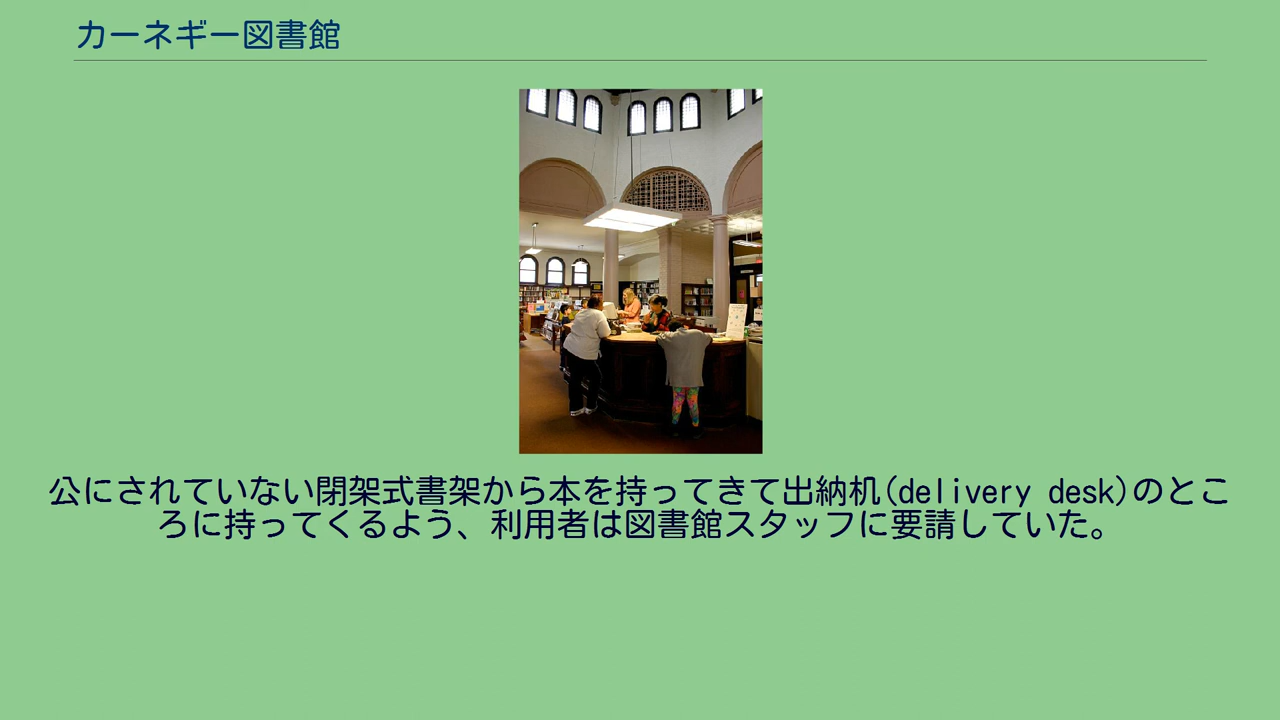 カーネギー図書館
公にされていない閉架式書架から本を持ってきて出納机(delivery desk)のとこ
ろに持ってくるよう、利用者は図書館スタッフに要請していた。